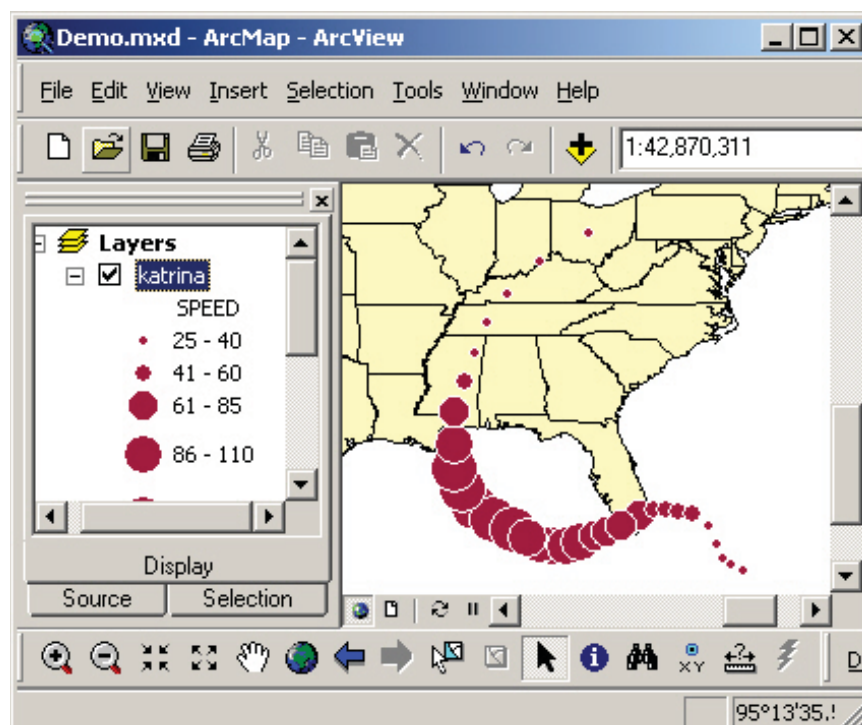 Demo.mxd - ArcMap - ArcView
File Edit View Insert Selection Tools Window Help
1:42,870,311
Layers
katrina
SPEED
25 - 40
41 - 60
61 - 85
86 - 110
Display
Source Selection
XY
D
95°13'35.